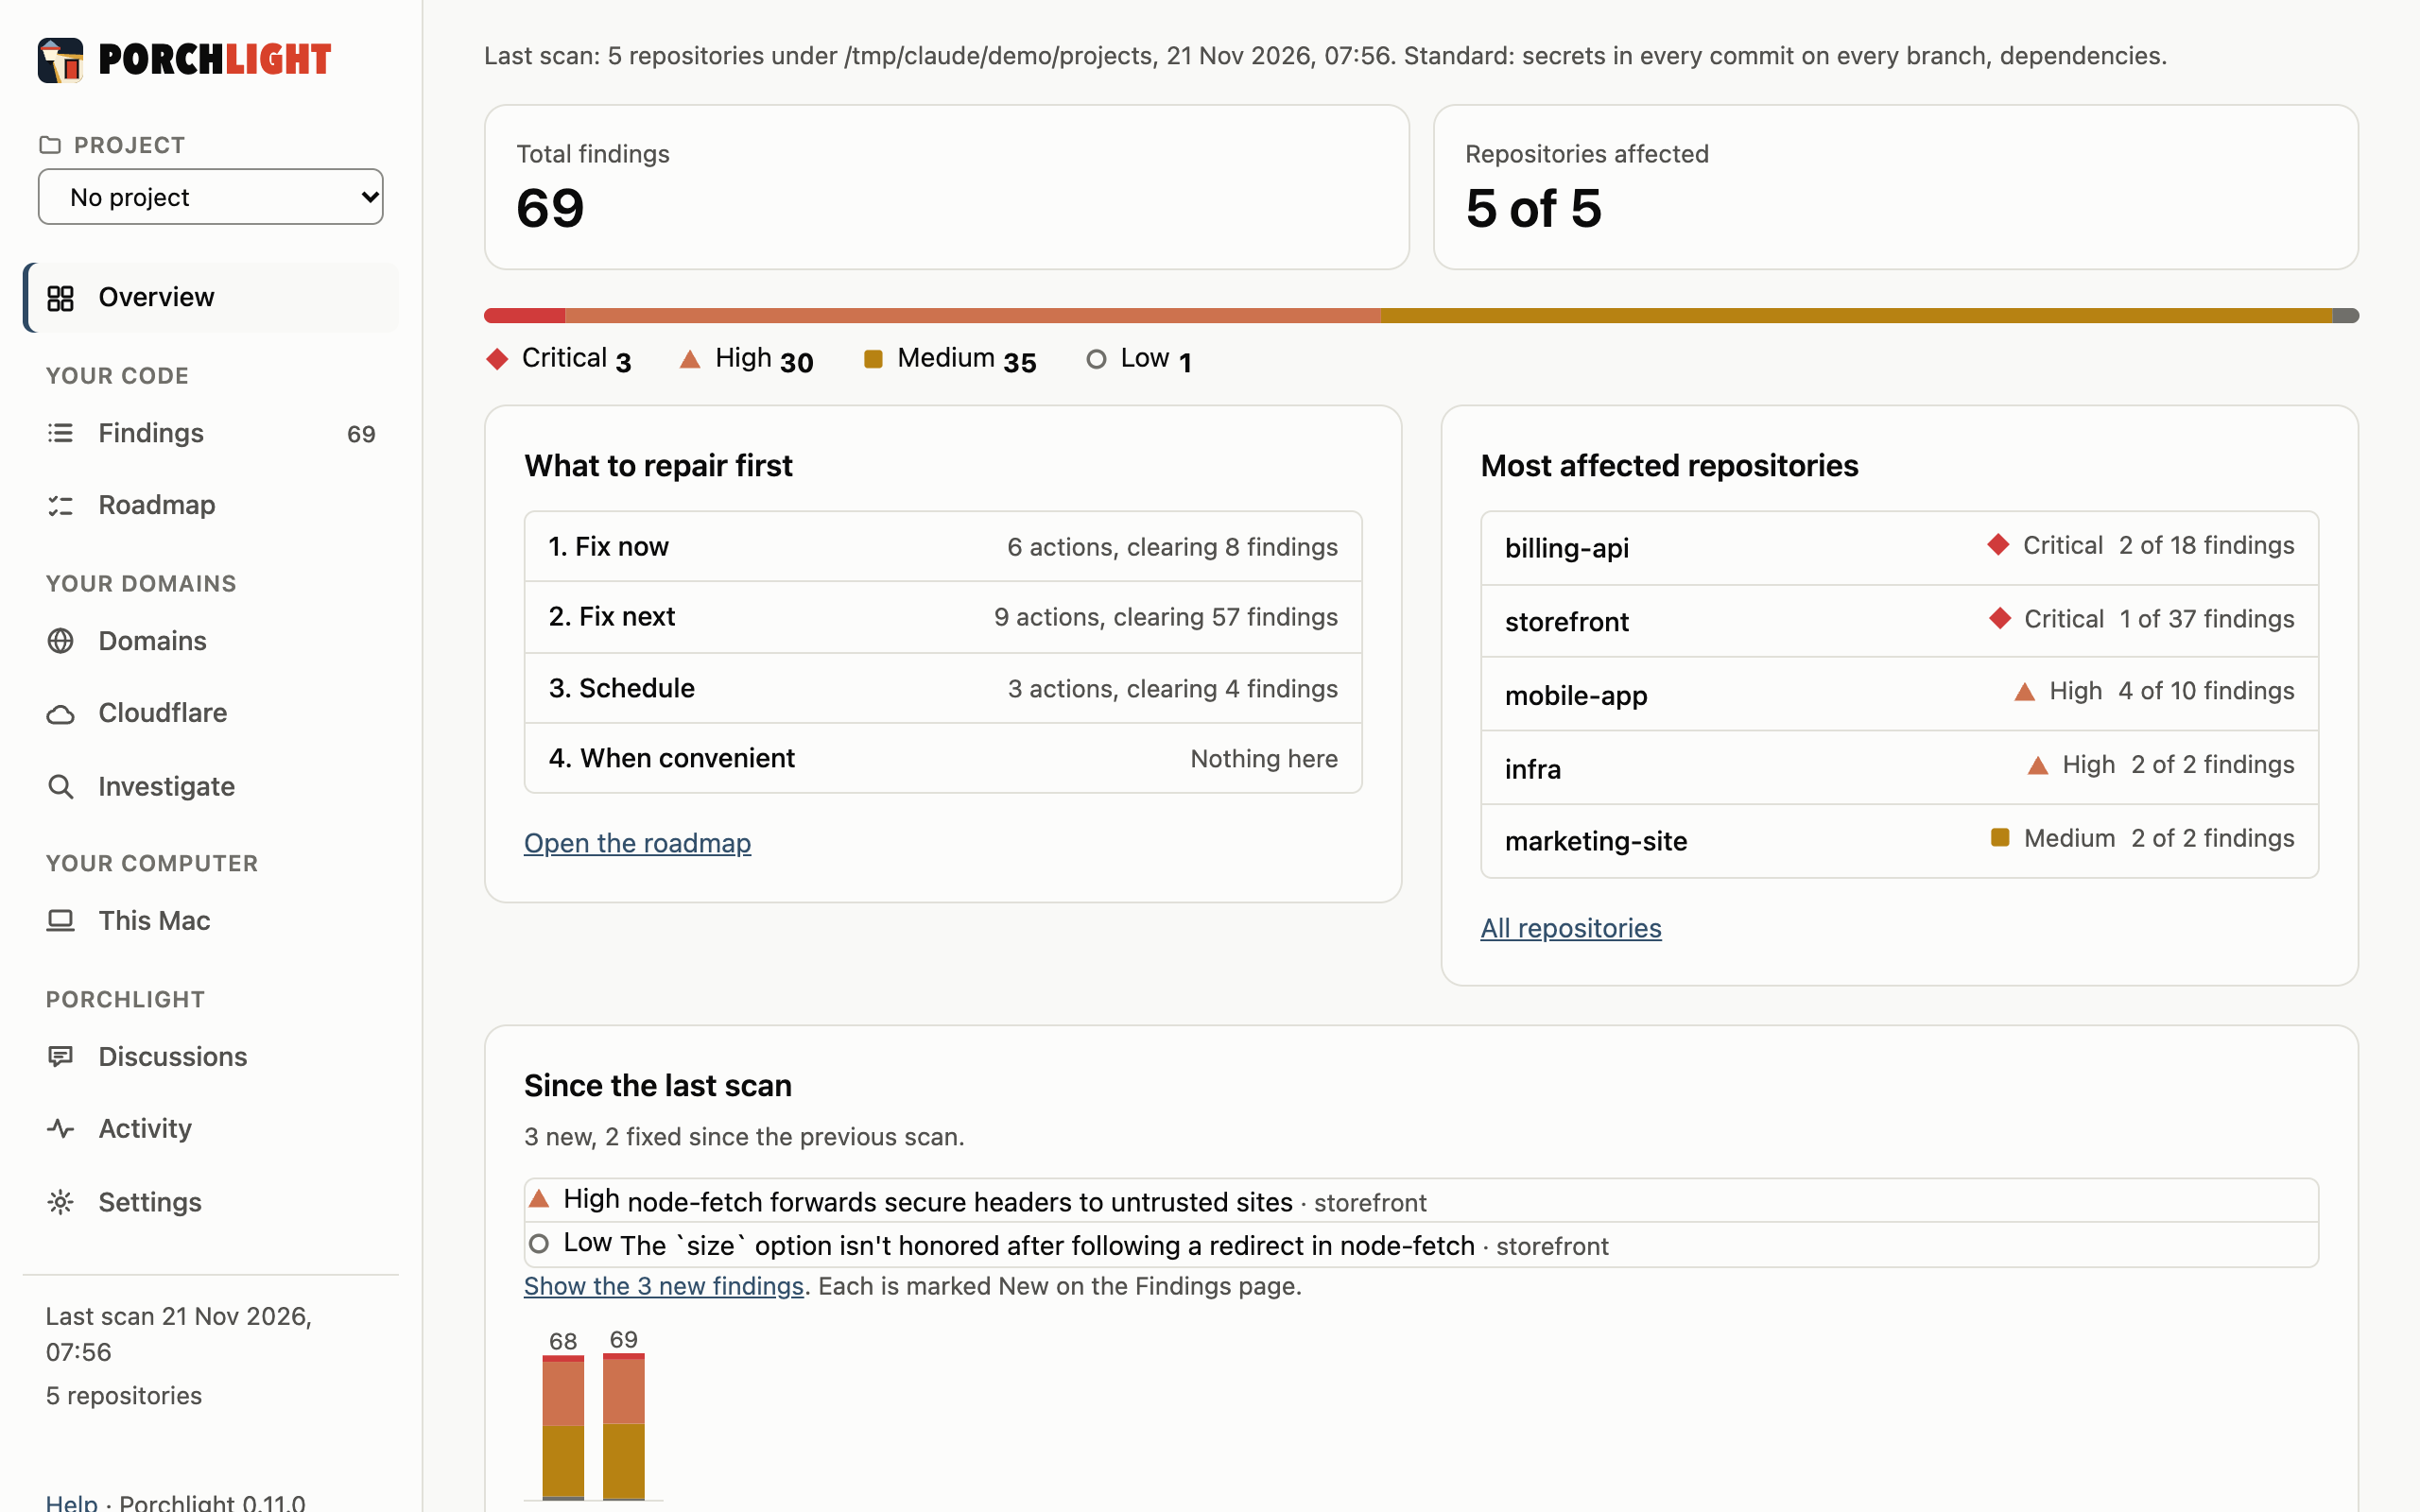 PORCHLIGHT
PROJECT
No project
Overview
YOUR CODE
Findings 69
Roadmap
YOUR DOMAINS
Domains
Cloudflare
Investigate
YOUR COMPUTER
This Mac
PORCHLIGHT
Discussions
Activity
Settings
Last scan 21 Nov 2026,
07:56
5 repositories
Help · Porchlight 0.11.0
Last scan: 5 repositories under /tmp/claude/demo/projects, 21 Nov 2026, 07:56. Standard: secrets in every commit on every branch, dependencies.
Total findings
69
Repositories affected
5 of 5
Critical 3 High 30 Medium 35 Low 1
What to repair first
1. Fix now 6 actions, clearing 8 findings
2. Fix next 9 actions, clearing 57 findings
3. Schedule 3 actions, clearing 4 findings
4. When convenient Nothing here
Open the roadmap
Most affected repositories
billing-api Critical 2 of 18 findings
storefront Critical 1 of 37 findings
mobile-app High 4 of 10 findings
infra High 2 of 2 findings
marketing-site Medium 2 of 2 findings
All repositories
Since the last scan
3 new, 2 fixed since the previous scan.
High node-fetch forwards secure headers to untrusted sites · storefront
Low The `size` option isn't honored after following a redirect in node-fetch · storefront
Show the 3 new findings. Each is marked New on the Findings page.
68 69